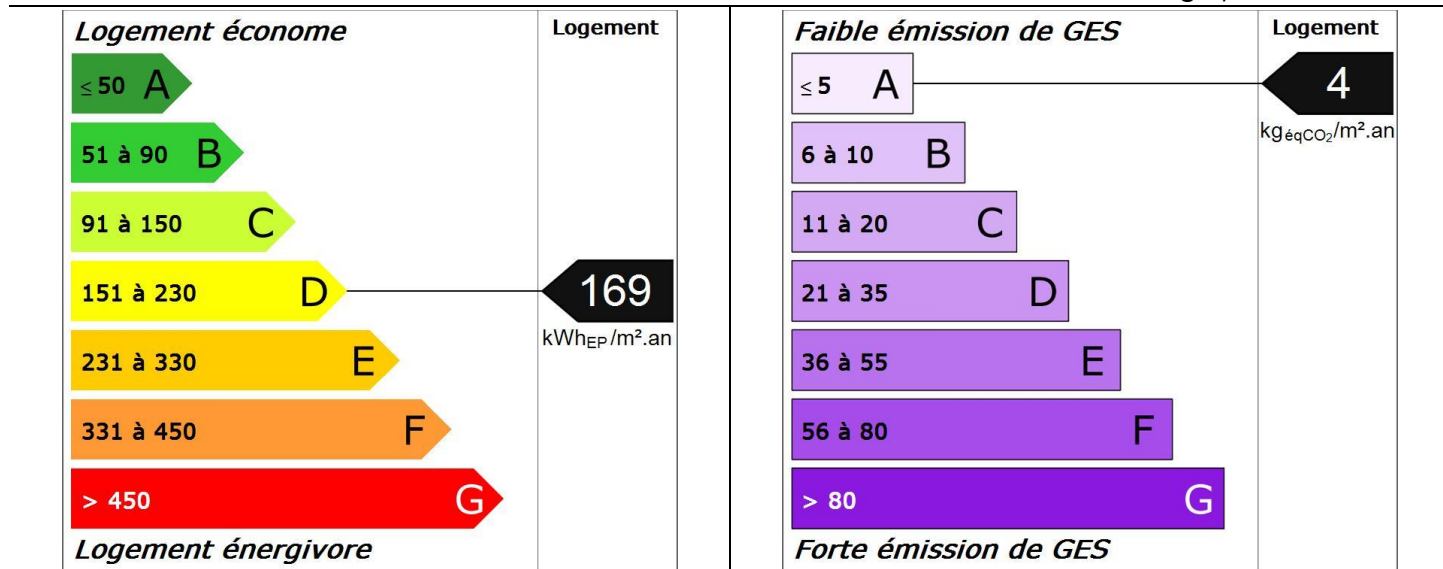 Logement économe
Logement
≤ 50 A
51 à 90 B
91 à 150 C
151 à 230 D
169
kWhEP/m².an
231 à 330 E
331 à 450 F
> 450 G
Logement énergivore
Faible émission de GES
Logement
≤ 5 A
4
kgéqCO₂/m².an
6 à 10 B
11 à 20 C
21 à 35 D
36 à 55 E
56 à 80 F
> 80 G
Forte émission de GES